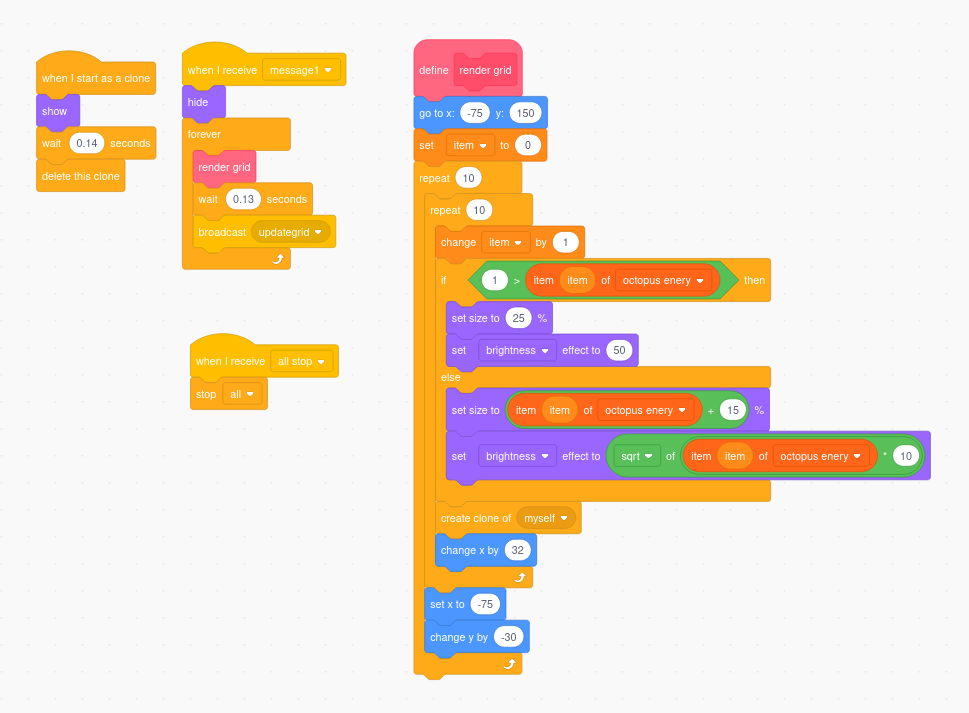 when I start as a clone
show
wait 0.14 seconds
delete this clone
when I receive message1
hide
forever
render grid
wait 0.13 seconds
broadcast updategrid
when I receive all stop
stop all
define render grid
go to x: -75 y: 150
set item to 0
repeat 10
repeat 10
change item by 1
if 1 > item item of octopus enery then
set size to 25 %
set brightness effect to 50
else
set size to item item of octopus enery + 15 %
set brightness effect to sqrt of item item of octopus enery * 10
create clone of myself
change x by 32
set x to -75
change y by -30